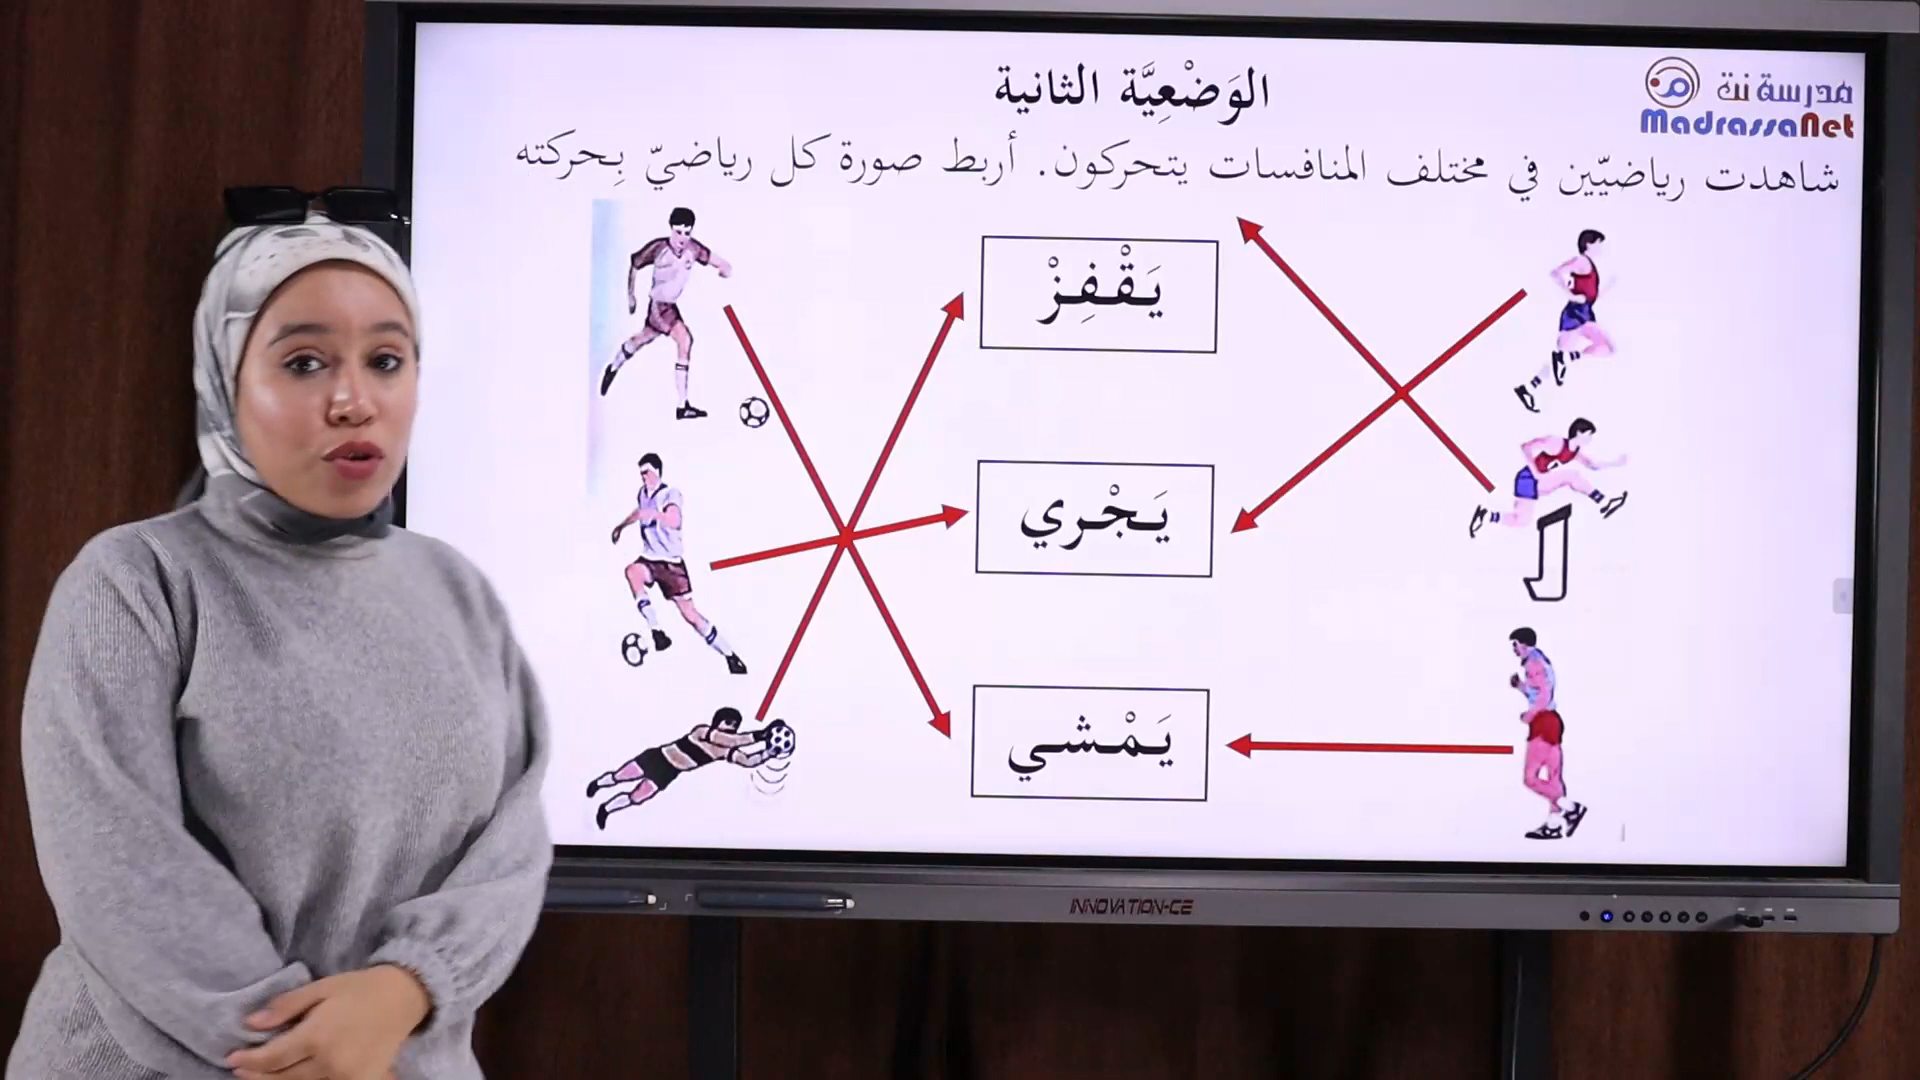 الوَضْعِيَّة الثانية
مدرسة نت
MadrassaNet
شاهدت رياضيّين في مختلف المنافسات يتحركون. أربط صورة كل رياضيّ بِحركته
يَقْفِزْ
يَجْري
يَمْشي
INNOVATION-CE